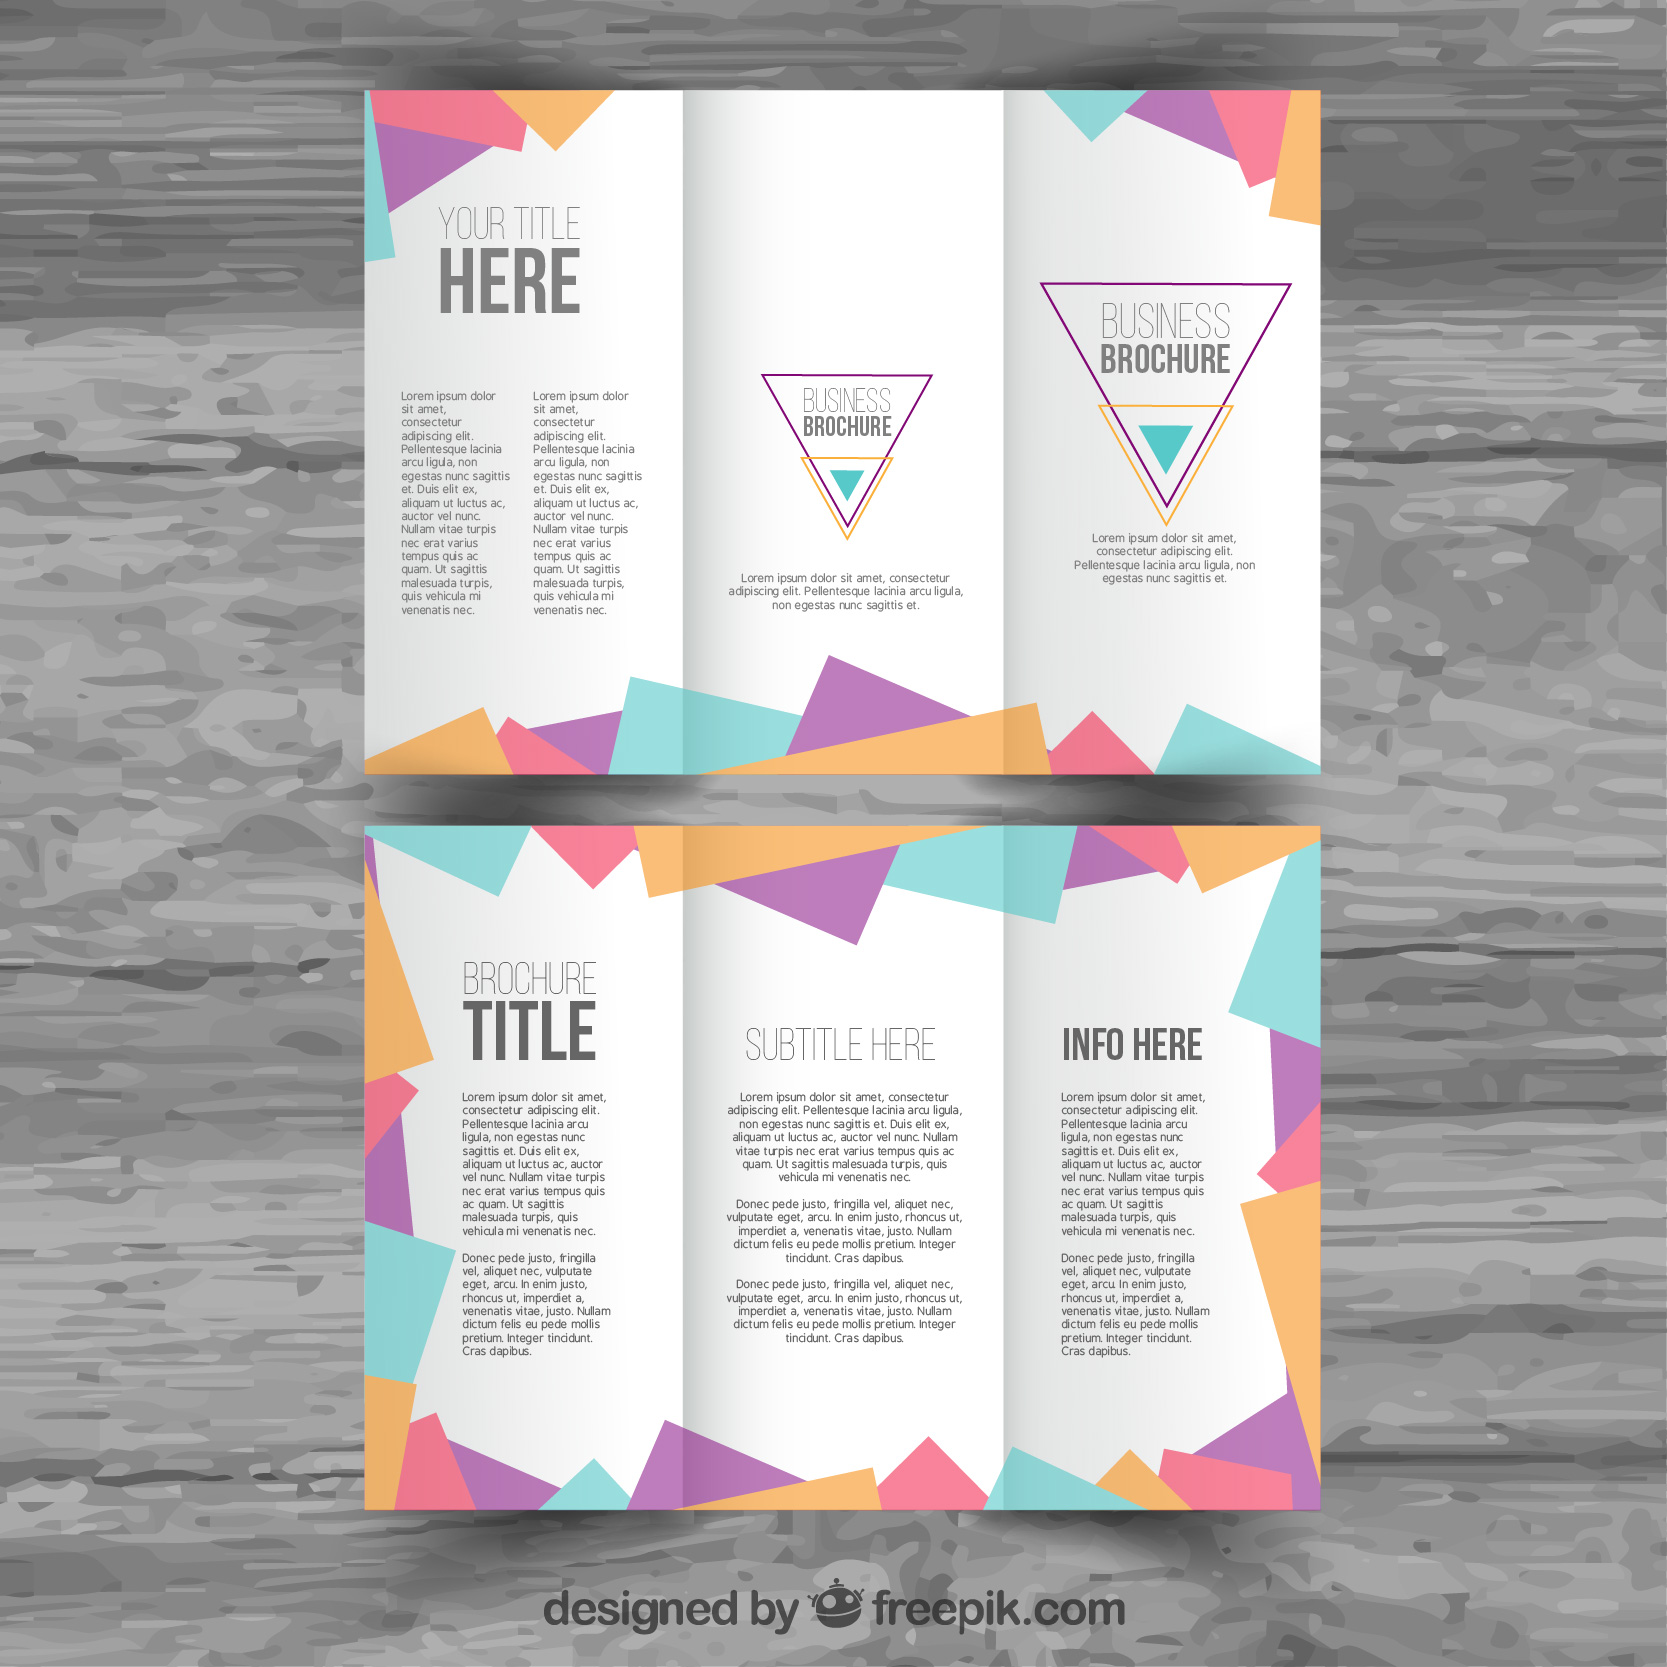 YOUR TITLE
HERE
Lorem ipsum dolor
sit amet,
consectetur
adipiscing elit.
Pellentesque lacinia
arcu ligula, non
egestas nunc sagittis
et. Duis elit ex,
aliquam ut luctus ac,
auctor vel nunc.
Nullam vitae turpis
nec erat varius
tempus quis ac
quam. Ut sagittis
malesuada turpis,
quis vehicula mi
venenatis nec.
Lorem ipsum dolor
sit amet,
consectetur
adipiscing elit.
Pellentesque lacinia
arcu ligula, non
egestas nunc sagittis
et. Duis elit ex,
aliquam ut luctus ac,
auctor vel nunc.
Nullam vitae turpis
nec erat varius
tempus quis ac
quam. Ut sagittis
malesuada turpis,
quis vehicula mi
venenatis nec.
BUSINESS
BROCHURE
Lorem ipsum dolor sit amet, consectetur
adipiscing elit. Pellentesque lacinia arcu ligula,
non egestas nunc sagittis et.
BUSINESS
BROCHURE
Lorem ipsum dolor sit amet,
consectetur adipiscing elit.
Pellentesque lacinia arcu ligula, non
egestas nunc sagittis et.
BROCHURE
TITLE
Lorem ipsum dolor sit amet,
consectetur adipiscing elit.
Pellentesque lacinia arcu
ligula, non egestas nunc
sagittis et. Duis elit ex,
aliquam ut luctus ac, auctor
vel nunc. Nullam vitae turpis
nec erat varius tempus quis
ac quam. Ut sagittis
malesuada turpis, quis
vehicula mi venenatis nec.
Donec pede justo, fringilla
vel, aliquet nec, vulputate
eget, arcu. In enim justo,
rhoncus ut, imperdiet a,
venenatis vitae, justo. Nullam
dictum felis eu pede mollis
pretium. Integer tincidunt.
Cras dapibus.
SUBTITLE HERE
Lorem ipsum dolor sit amet, consectetur
adipiscing elit. Pellentesque lacinia arcu ligula,
non egestas nunc sagittis et. Duis elit ex,
aliquam ut luctus ac, auctor vel nunc. Nullam
vitae turpis nec erat varius tempus quis ac
quam. Ut sagittis malesuada turpis, quis
vehicula mi venenatis nec.
Donec pede justo, fringilla vel, aliquet nec,
vulputate eget, arcu. In enim justo, rhoncus ut,
imperdiet a, venenatis vitae, justo. Nullam
dictum felis eu pede mollis pretium. Integer
tincidunt. Cras dapibus.
Donec pede justo, fringilla vel, aliquet nec,
vulputate eget, arcu. In enim justo, rhoncus ut,
imperdiet a, venenatis vitae, justo. Nullam
dictum felis eu pede mollis pretium. Integer
tincidunt. Cras dapibus.
INFO HERE
Lorem ipsum dolor sit amet,
consectetur adipiscing elit.
Pellentesque lacinia arcu
ligula, non egestas nunc
sagittis et. Duis elit ex,
aliquam ut luctus ac, auctor
vel nunc. Nullam vitae turpis
nec erat varius tempus quis
ac quam. Ut sagittis
malesuada turpis, quis
vehicula mi venenatis nec.
Donec pede justo, fringilla
vel, aliquet nec, vulputate
eget, arcu. In enim justo,
rhoncus ut, imperdiet a,
venenatis vitae, justo. Nullam
dictum felis eu pede mollis
pretium. Integer tincidunt.
Cras dapibus.
designed by freepik.com